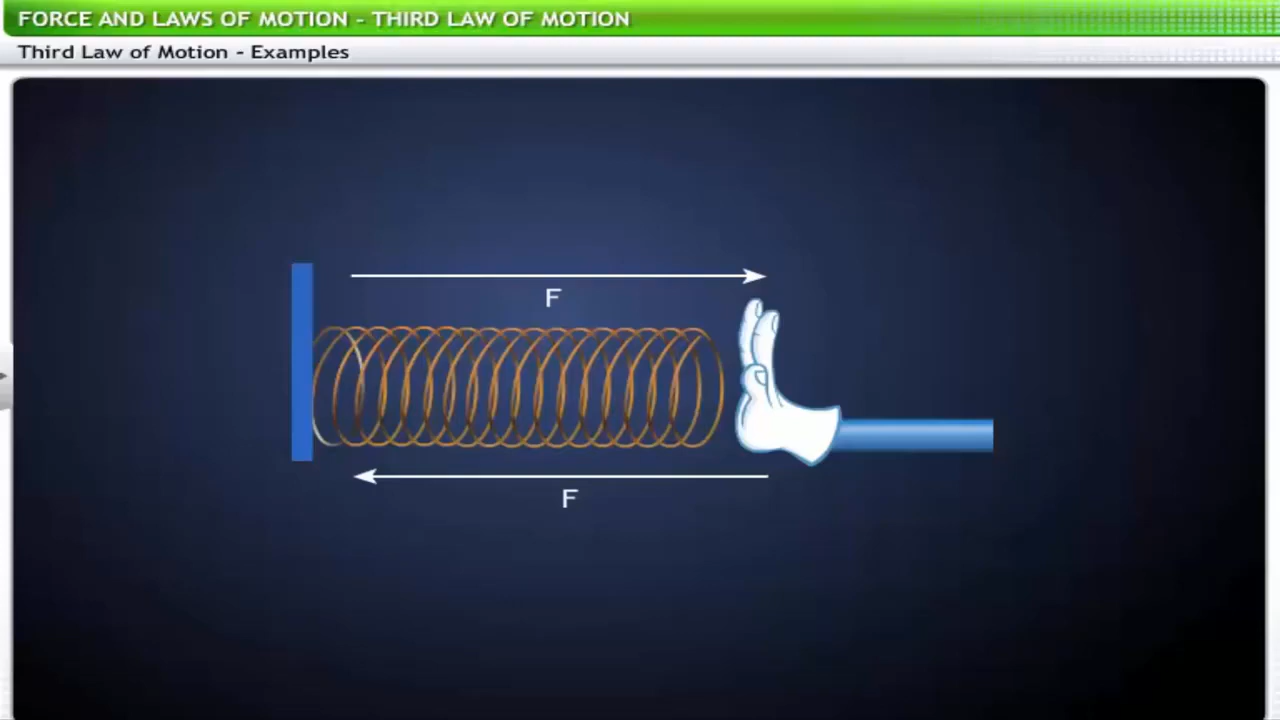 FORCE AND LAWS OF MOTION - THIRD LAW OF MOTION
Third Law of Motion - Examples
F
F